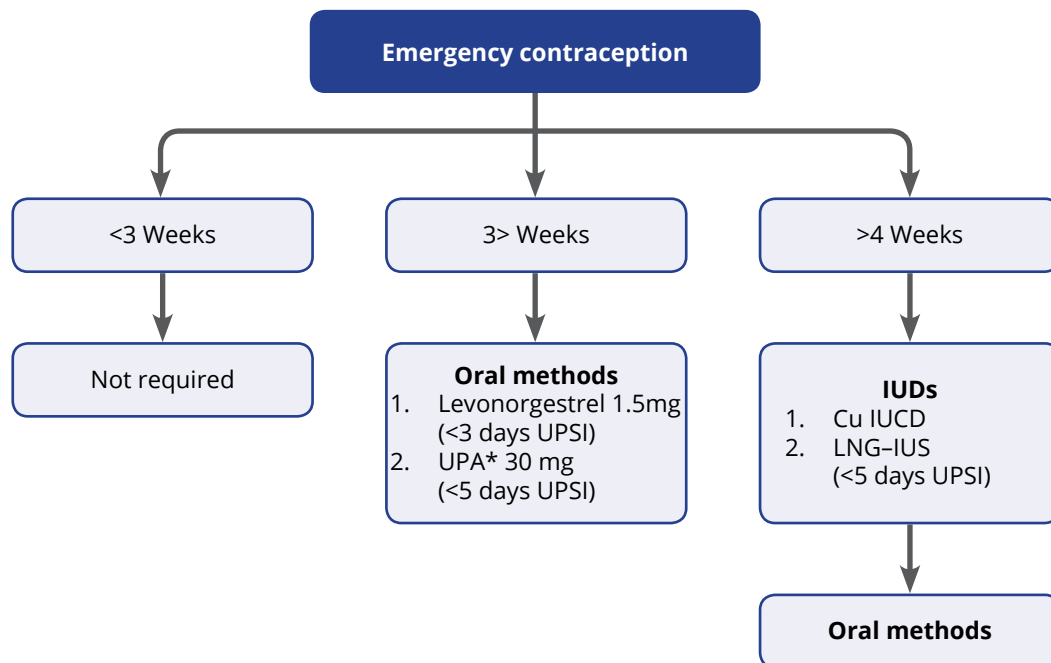 Emergency contraception
<3 Weeks
3> Weeks
>4 Weeks
Not required
Oral methods
1. Levonorgestrel 1.5mg
(<3 days UPSI)
2. UPA* 30 mg
(<5 days UPSI)
IUDs
1. Cu IUCD
2. LNG–IUS
(<5 days UPSI)
Oral methods